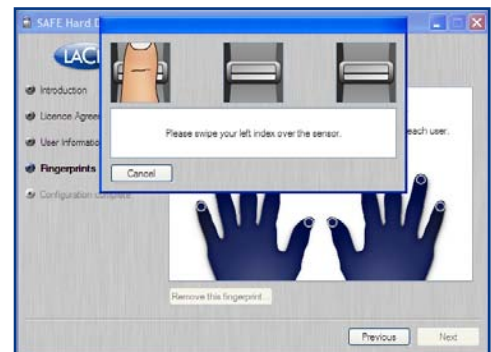 SAFE Hard D
LACI
Introduction
Licence Agree
User Informatio
Fingerprints
Configuration complete
Please swipe your left index over the sensor.
Cancel
each user.
Remove this fingerprint...
Previous
Next